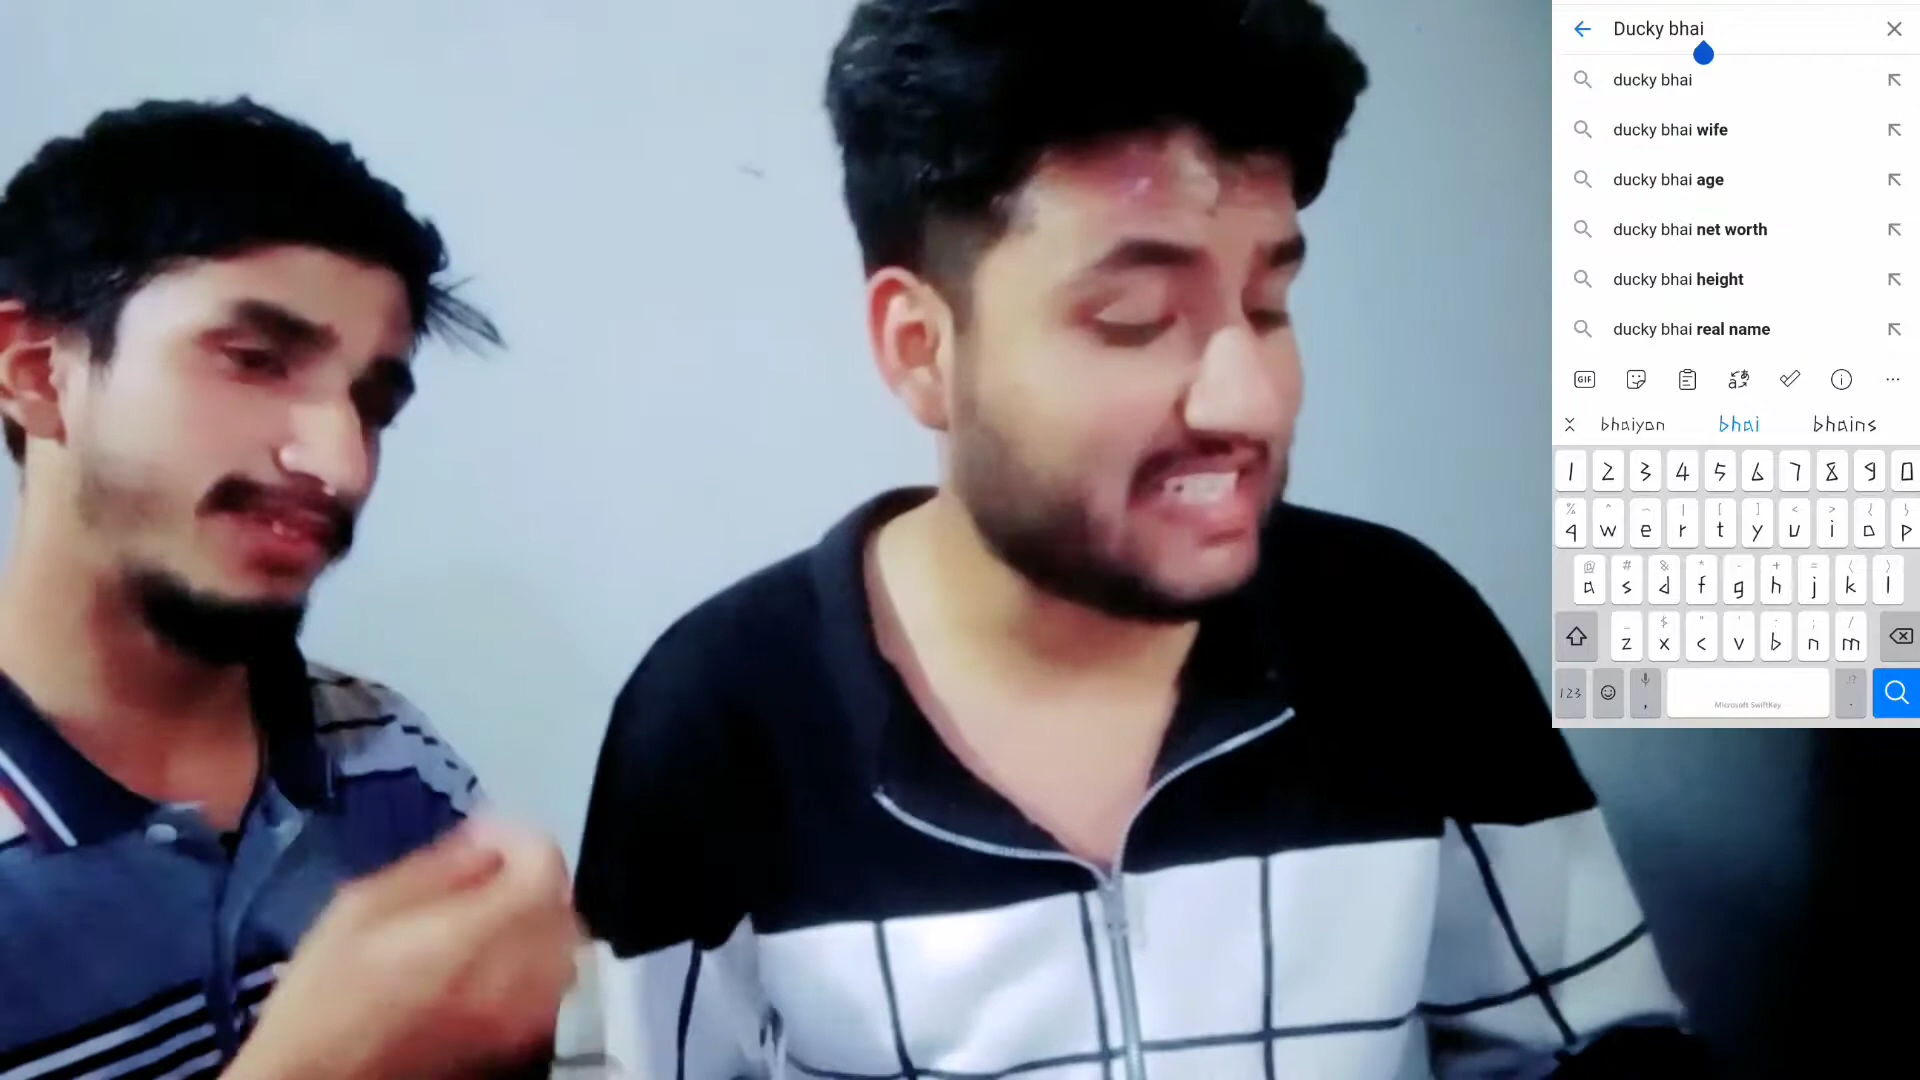 Ducky bhai
ducky bhai
ducky bhai wife
ducky bhai age
ducky bhai net worth
ducky bhai height
ducky bhai real name
GIF
bhaiyan bhai bhains
1 2 3 4 5 6 7 8 9 0
% ^ ~ | [ ] < > { }
q w e r t y u i o p
@ # & * - + = ( )
a s d f g h j k l
_ $ " ' : ; /
z x c v b n m
!?
123 , .
Microsoft SwiftKey